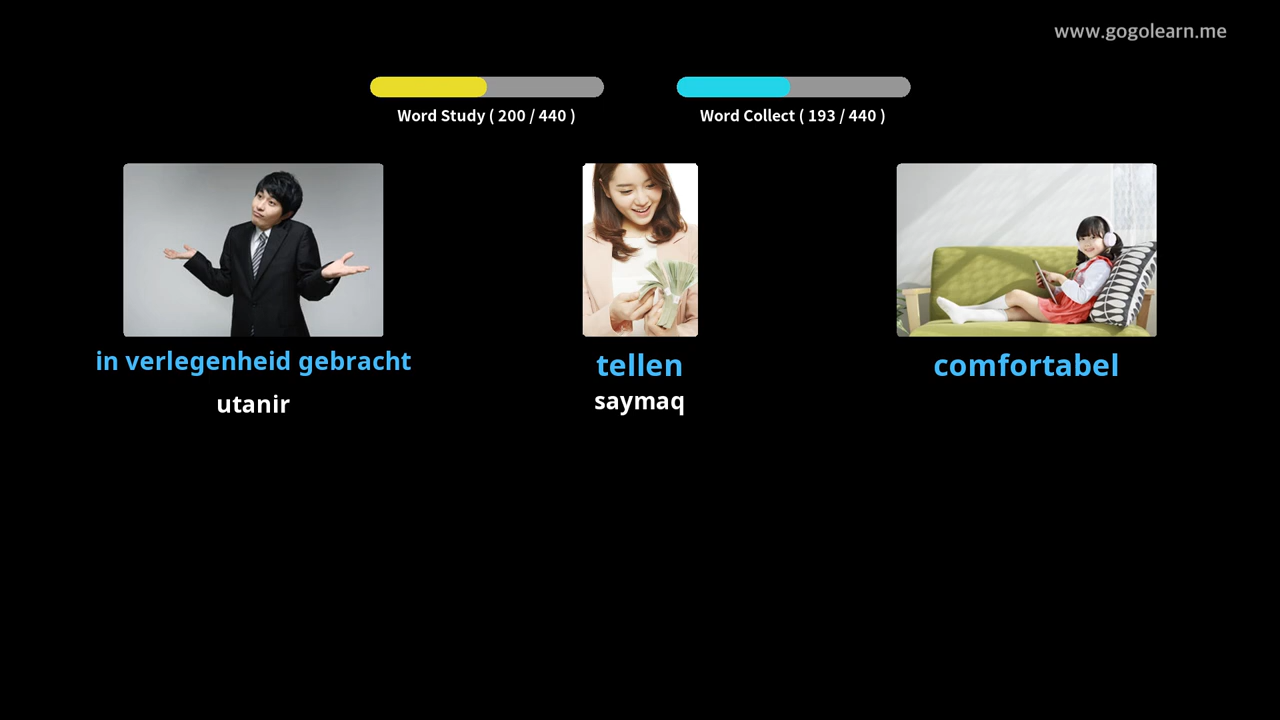 www.gogolearn.me
Word Study ( 200 / 440 )
Word Collect ( 193 / 440 )
in verlegenheid gebracht
utanir
tellen
saymaq
comfortabel